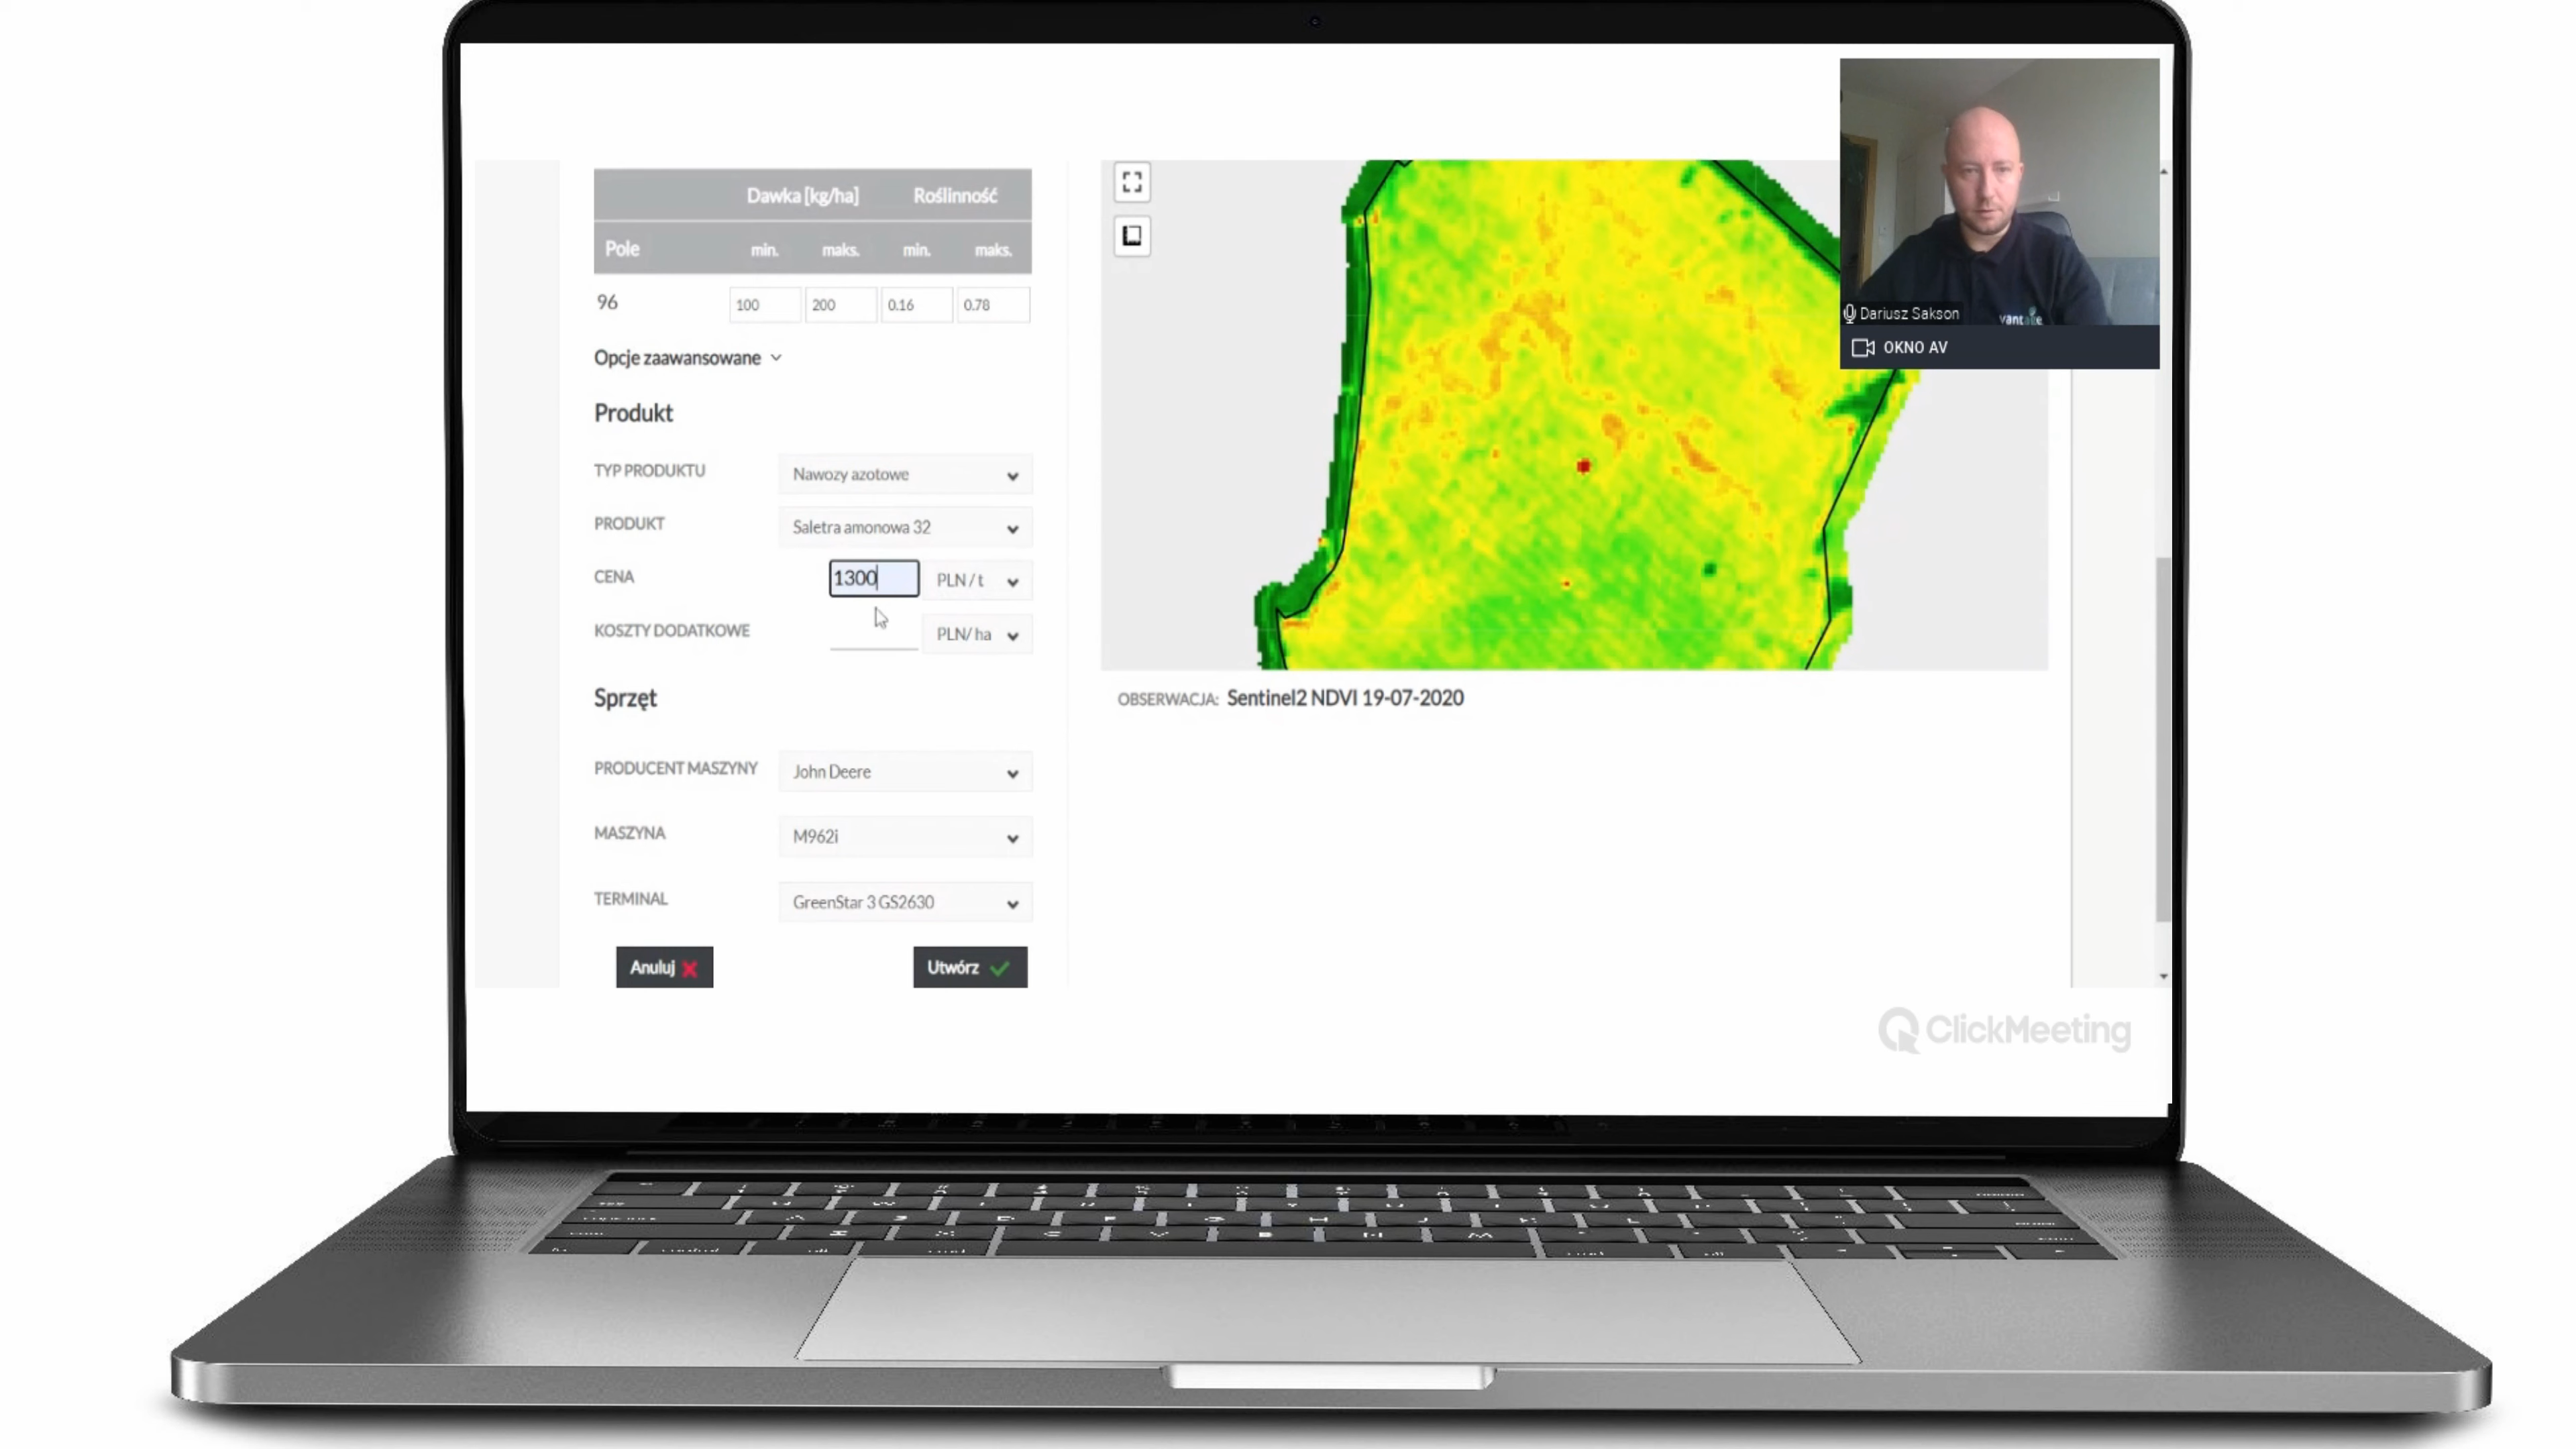 Dawka [kg/ha] Roślinność
Pole min. maks. min. maks.
96 100 200 0.16 0.78
Opcje zaawansowane
Produkt
TYP PRODUKTU Nawozy azotowe
PRODUKT Saletra amonowa 32
CENA 1300 PLN / t
KOSZTY DODATKOWE PLN/ ha
Sprzęt
PRODUCENT MASZYNY John Deere
MASZYNA M962i
TERMINAL GreenStar 3 GS2630
Anuluj Utwórz
OBSERWACJA: Sentinel2 NDVI 19-07-2020
Dariusz Sakson
vantage
OKNO AV
ClickMeeting